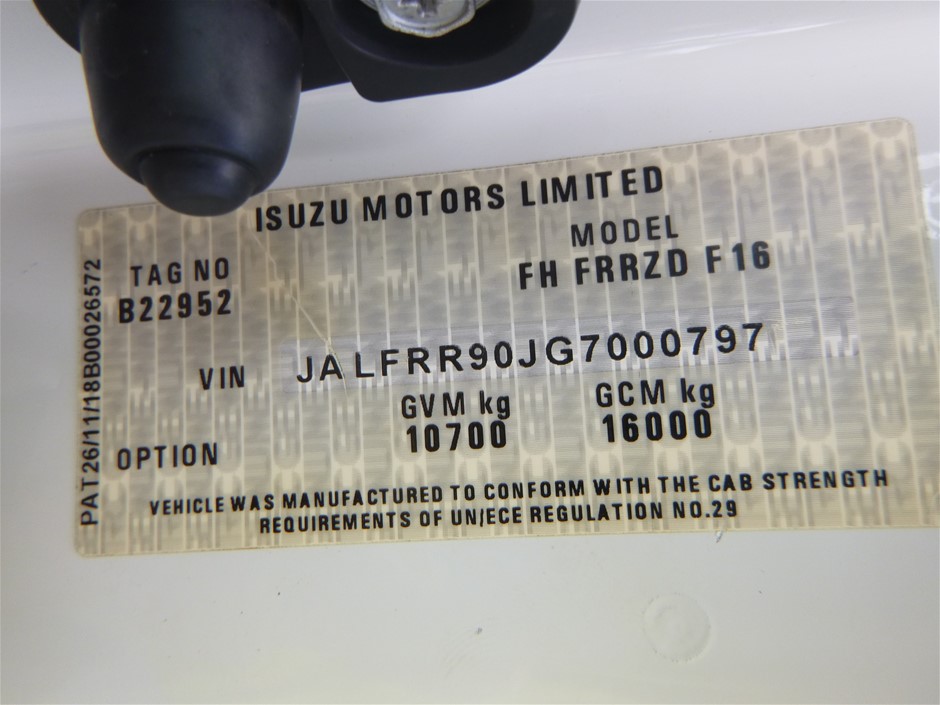 ISUZU MOTORS LIMITED
MODEL
FH FRRZD F16
TAG NO
B22952
VIN JALFRR90JG7000797
GVM kg GCM kg
10700 16000
OPTION
VEHICLE WAS MANUFACTURED TO CONFORM WITH THE CAB STRENGTH
REQUIREMENTS OF UN/ECE REGULATION NO.29
PAT26/11/18B00026572